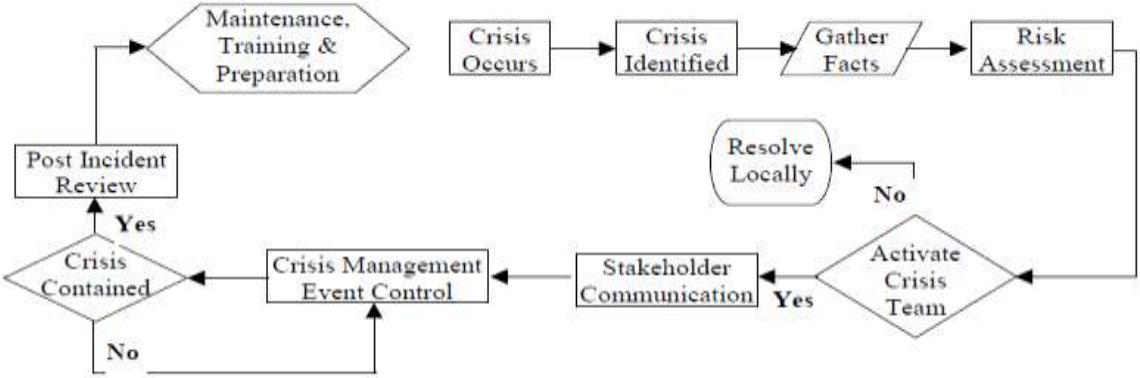 Maintenance,
Training &
Preparation
Crisis
Occurs
Crisis
Identified
Gather
Facts
Risk
Assessment
Post Incident
Review
Resolve
Locally
No
Yes
Crisis
Contained
Crisis Management
Event Control
Stakeholder
Communication
Yes
Activate
Crisis
Team
No